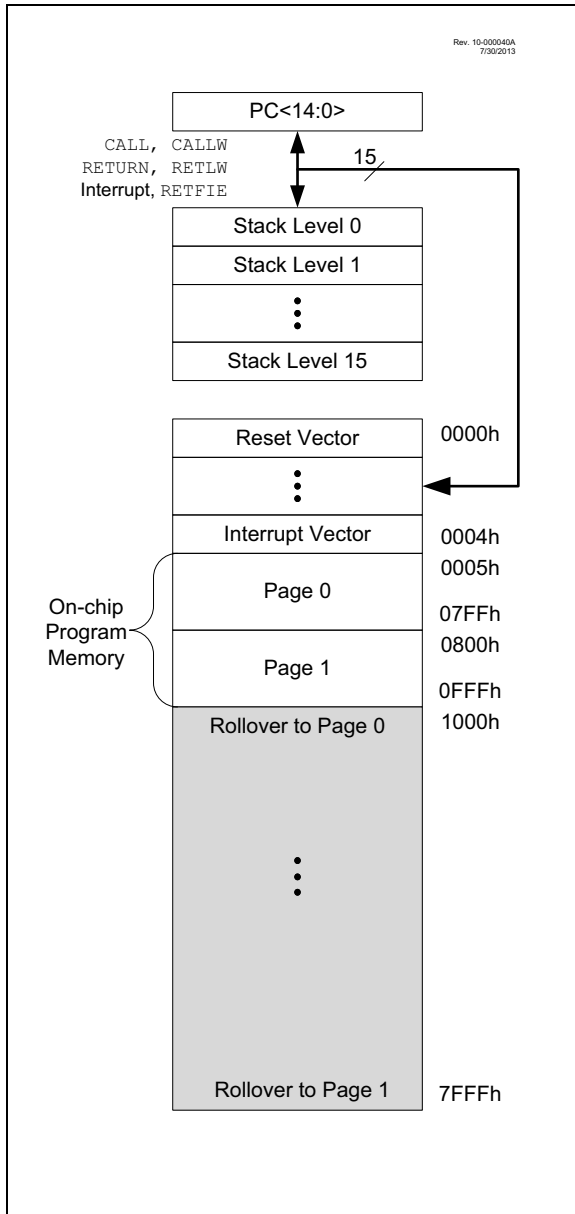 Rev. 10-000040A
7/30/2013
PC<14:0>
CALL, CALLW
RETURN, RETLW
Interrupt, RETFIE
15
Stack Level 0
Stack Level 1
Stack Level 15
Reset Vector
0000h
Interrupt Vector
0004h
0005h
On-chip
Program
Memory
Page 0
07FFh
0800h
Page 1
0FFFh
Rollover to Page 0
1000h
Rollover to Page 1
7FFFh